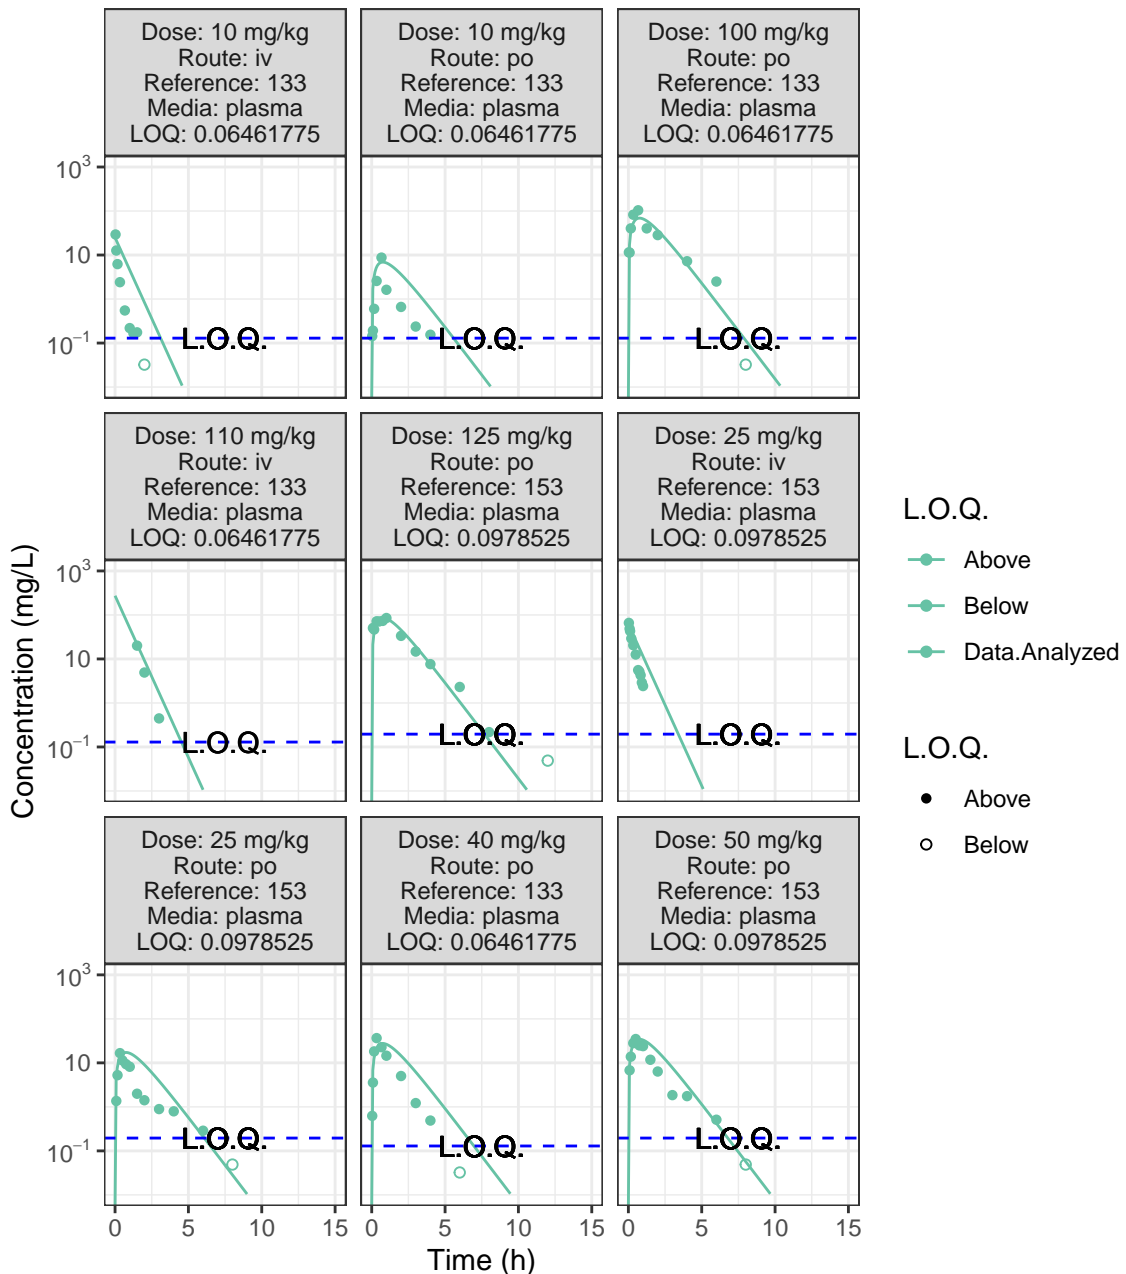 Dose: 10 mg/kg
Route: iv
Reference: 133
Media: plasma
LOQ: 0.06461775
Dose: 10 mg/kg
Route: po
Reference: 133
Media: plasma
LOQ: 0.06461775
Dose: 100 mg/kg
Route: po
Reference: 133
Media: plasma
LOQ: 0.06461775
10³
10
10⁻¹
L.O.Q.
L.O.Q.
L.O.Q.
Dose: 110 mg/kg
Route: iv
Reference: 133
Media: plasma
LOQ: 0.06461775
Dose: 125 mg/kg
Route: po
Reference: 153
Media: plasma
LOQ: 0.0978525
Dose: 25 mg/kg
Route: iv
Reference: 153
Media: plasma
LOQ: 0.0978525
10³
10
10⁻¹
L.O.Q.
L.O.Q.
L.O.Q.
Dose: 25 mg/kg
Route: po
Reference: 153
Media: plasma
LOQ: 0.0978525
Dose: 40 mg/kg
Route: po
Reference: 133
Media: plasma
LOQ: 0.06461775
Dose: 50 mg/kg
Route: po
Reference: 153
Media: plasma
LOQ: 0.0978525
10³
10
10⁻¹
L.O.Q.
L.O.Q.
L.O.Q.
0 5 10 15
0 5 10 15
0 5 10 15
Time (h)
Concentration (mg/L)
L.O.Q.
Above
Below
Data.Analyzed
L.O.Q.
Above
Below